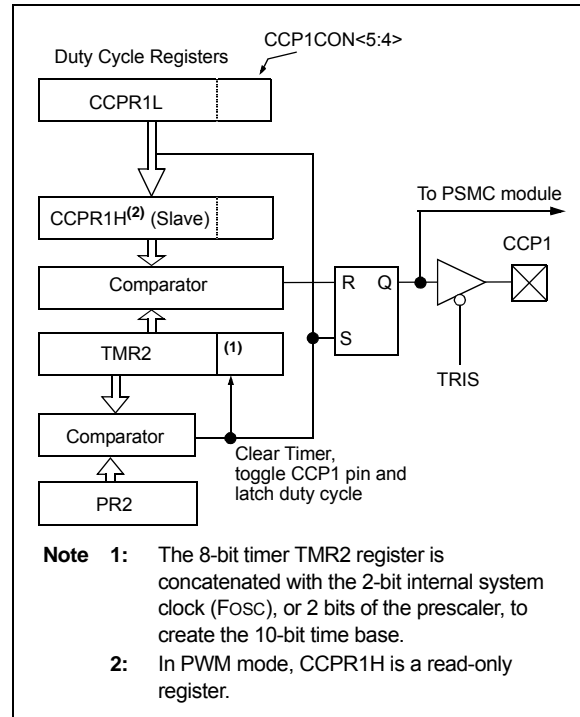 CCP1CON<5:4>
Duty Cycle Registers
CCPR1L
To PSMC module
CCPR1H(2) (Slave)
CCP1
Comparator
R Q
S
TMR2 (1)
TRIS
Comparator
Clear Timer,
toggle CCP1 pin and
latch duty cycle
PR2
Note 1: The 8-bit timer TMR2 register is
concatenated with the 2-bit internal system
clock (FOSC), or 2 bits of the prescaler, to
create the 10-bit time base.
2: In PWM mode, CCPR1H is a read-only
register.